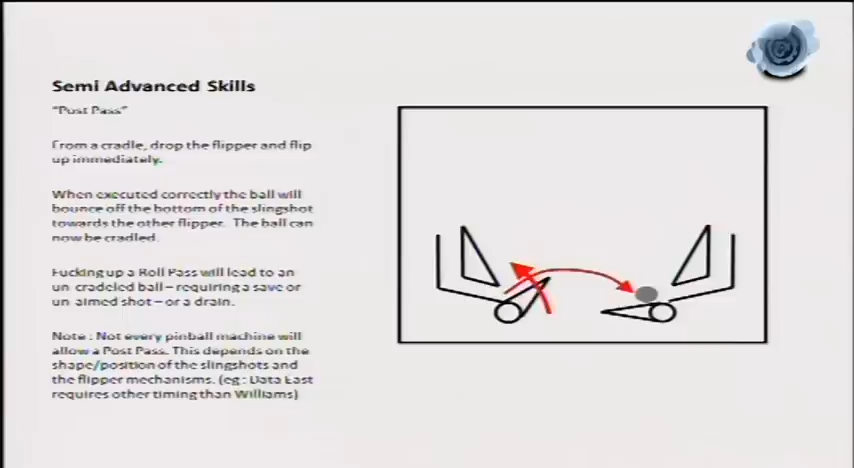 Semi Advanced Skills
"Post Pass"
From a cradle, drop the flipper and flip
up immediately.
When executed correctly the ball will
bounce off the bottom of the slingshot
towards the other flipper. The ball can
now be cradled.
Fucking up a Roll Pass will lead to an
un-cradeled ball – requiring a save or
un-aimed shot – or a drain.
Note : Not every pinball machine will
allow a Post Pass. This depends on the
shape/position of the slingshots and
the flipper mechanisms. (eg : Data East
requires other timing than Williams)